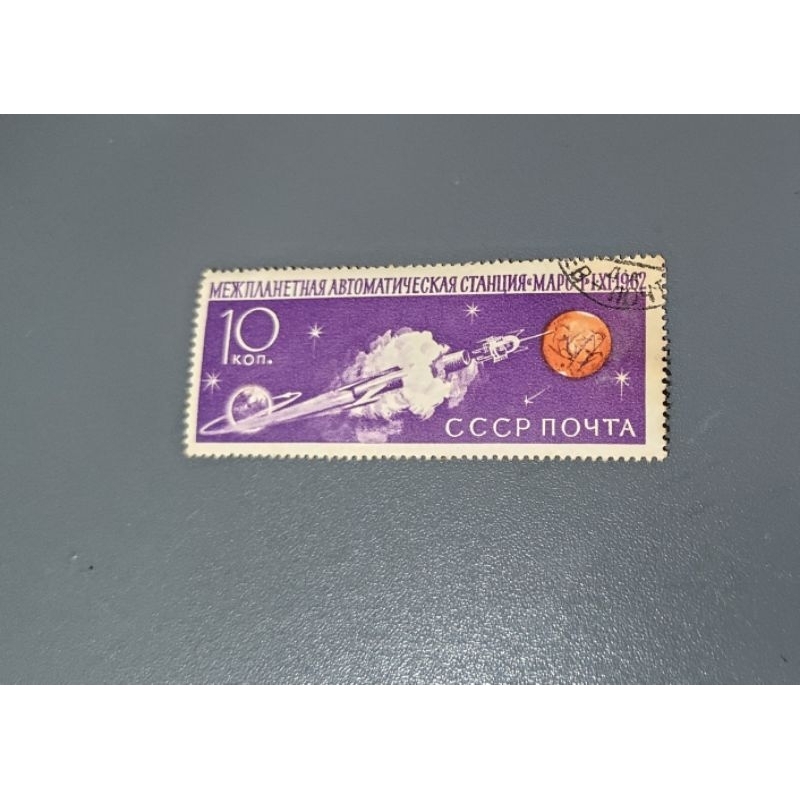 МЕЖПЛАНЕТНАЯ АВТОМАТИЧЕСКАЯ СТАНЦИЯ «МАРС-1» 1·XI·1962
10
КОП.
СССР ПОЧТА